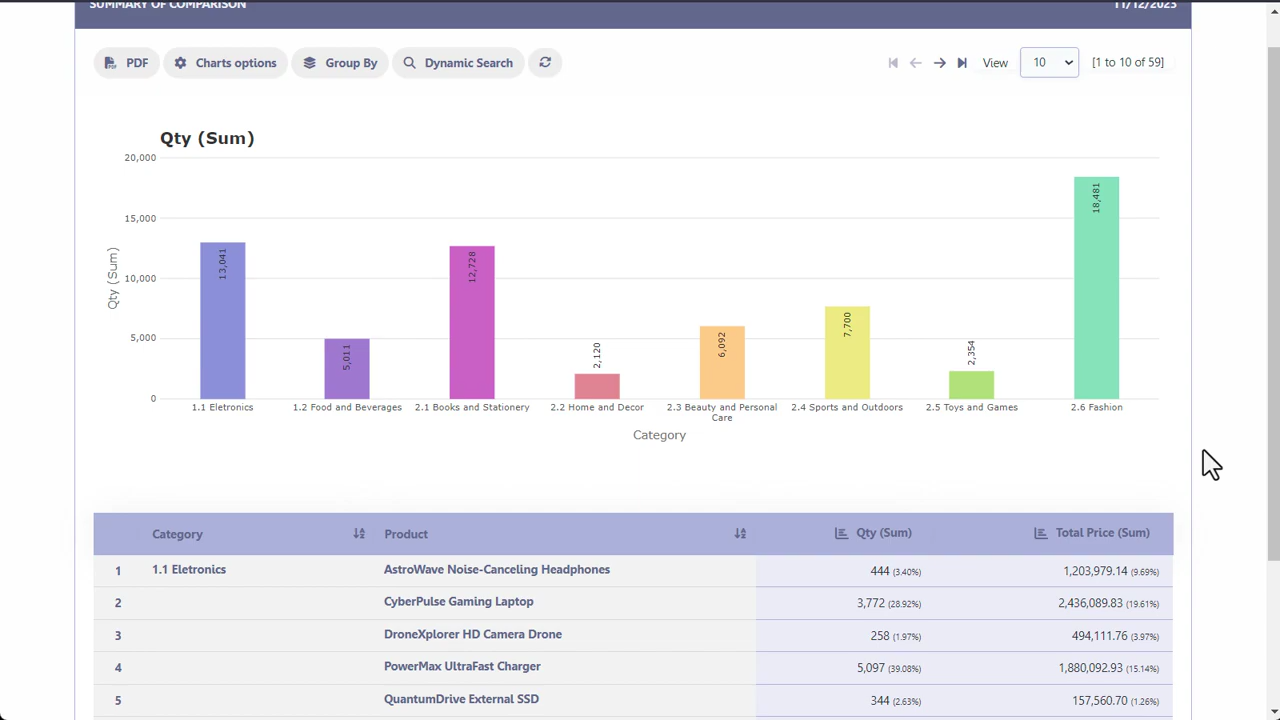 SUMMARY OF COMPARISON 11/12/2023
PDF Charts options Group By Dynamic Search View 10 [1 to 10 of 59]
Qty (Sum)
20,000
15,000
10,000
5,000
0
Qty (Sum)
13,041
5,011
12,728
2,120
6,092
7,700
2,354
18,481
1.1 Eletronics 1.2 Food and Beverages 2.1 Books and Stationery 2.2 Home and Decor 2.3 Beauty and Personal Care 2.4 Sports and Outdoors 2.5 Toys and Games 2.6 Fashion
Category
Category Product Qty (Sum) Total Price (Sum)
1 1.1 Eletronics AstroWave Noise-Canceling Headphones 444 (3.40%) 1,203,979.14 (9.69%)
2 CyberPulse Gaming Laptop 3,772 (28.92%) 2,436,089.83 (19.61%)
3 DroneXplorer HD Camera Drone 258 (1.97%) 494,111.76 (3.97%)
4 PowerMax UltraFast Charger 5,097 (39.08%) 1,880,092.93 (15.14%)
5 QuantumDrive External SSD 344 (2.63%) 157,560.70 (1.26%)